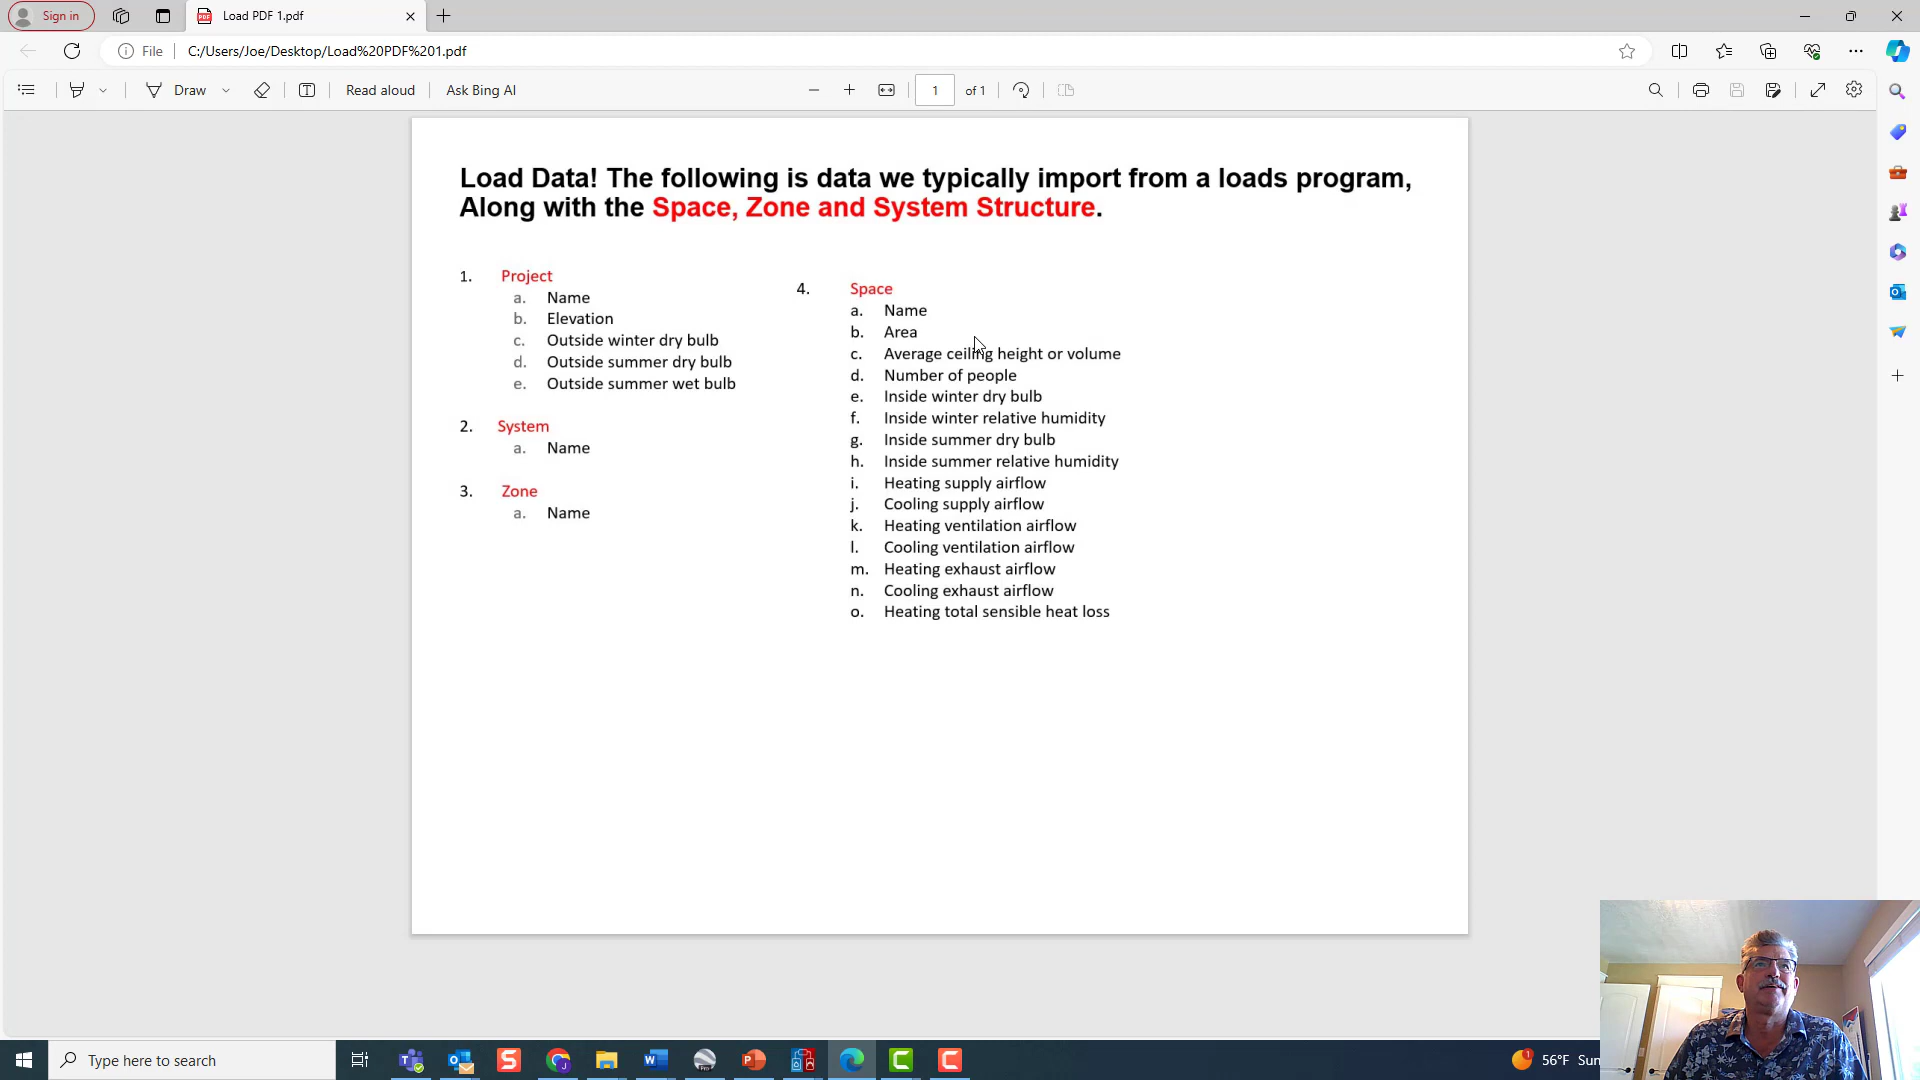 Sign in
Load PDF 1.pdf
File
C:/Users/Joe/Desktop/Load%20PDF%201.pdf
Draw
Read aloud
Ask Bing AI
1
of 1
Load Data! The following is data we typically import from a loads program,
Along with the Space, Zone and System Structure.
1. Project
a. Name
b. Elevation
c. Outside winter dry bulb
d. Outside summer dry bulb
e. Outside summer wet bulb
2. System
a. Name
3. Zone
a. Name
4. Space
a. Name
b. Area
c. Average ceiling height or volume
d. Number of people
e. Inside winter dry bulb
f. Inside winter relative humidity
g. Inside summer dry bulb
h. Inside summer relative humidity
i. Heating supply airflow
j. Cooling supply airflow
k. Heating ventilation airflow
l. Cooling ventilation airflow
m. Heating exhaust airflow
n. Cooling exhaust airflow
o. Heating total sensible heat loss
Type here to search
1
56°F Sun